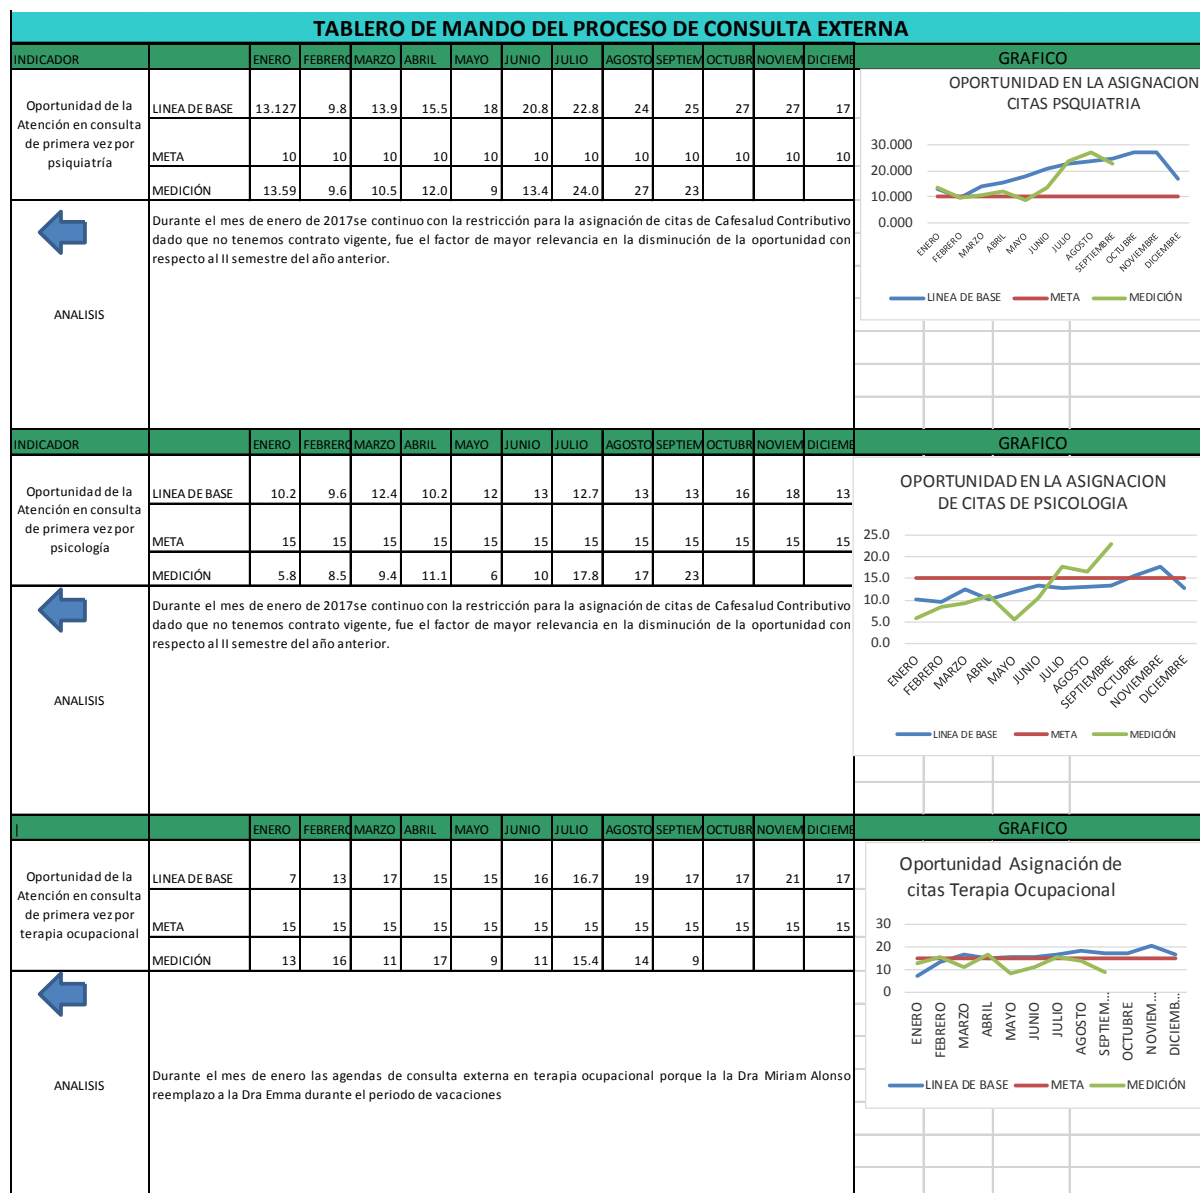 TABLERO DE MANDO DEL PROCESO DE CONSULTA EXTERNA
INDICADOR ENERO FEBRERO MARZO ABRIL MAYO JUNIO JULIO AGOSTO SEPTIEM OCTUBR NOVIEM DICIEME GRAFICO
Oportunidad de la
Atención en consulta
de primera vez por
psiquiatría
LINEA DE BASE 13.127 9.8 13.9 15.5 18 20.8 22.8 24 25 27 27 17
META 10 10 10 10 10 10 10 10 10 10 10 10
MEDICIÓN 13.59 9.6 10.5 12.0 9 13.4 24.0 27 23
OPORTUNIDAD EN LA ASIGNACION
CITAS PSQUIATRIA
30.000
20.000
10.000
0.000
ENERO FEBRERO MARZO ABRIL MAYO JUNIO JULIO AGOSTO SEPTIEMBRE OCTUBRE NOVIEMBRE DICIEMBRE
LINEA DE BASE META MEDICIÓN
ANALISIS
Durante el mes de enero de 2017se continuo con la restricción para la asignación de citas de Cafesalud Contributivo
dado que no tenemos contrato vigente, fue el factor de mayor relevancia en la disminución de la oportunidad con
respecto al II semestre del año anterior.
INDICADOR ENERO FEBRERO MARZO ABRIL MAYO JUNIO JULIO AGOSTO SEPTIEM OCTUBR NOVIEM DICIEME GRAFICO
Oportunidad de la
Atención en consulta
de primera vez por
psicología
LINEA DE BASE 10.2 9.6 12.4 10.2 12 13 12.7 13 13 16 18 13
META 15 15 15 15 15 15 15 15 15 15 15 15
MEDICIÓN 5.8 8.5 9.4 11.1 6 10 17.8 17 23
OPORTUNIDAD EN LA ASIGNACION
DE CITAS DE PSICOLOGIA
25.0
20.0
15.0
10.0
5.0
0.0
ENERO FEBRERO MARZO ABRIL MAYO JUNIO JULIO AGOSTO SEPTIEMBRE OCTUBRE NOVIEMBRE DICIEMBRE
LINEA DE BASE META MEDICIÓN
ANALISIS
Durante el mes de enero de 2017se continuo con la restricción para la asignación de citas de Cafesalud Contributivo
dado que no tenemos contrato vigente, fue el factor de mayor relevancia en la disminución de la oportunidad con
respecto al II semestre del año anterior.
| ENERO FEBRERO MARZO ABRIL MAYO JUNIO JULIO AGOSTO SEPTIEM OCTUBR NOVIEM DICIEME GRAFICO
Oportunidad de la
Atención en consulta
de primera vez por
terapia ocupacional
LINEA DE BASE 7 13 17 15 15 16 16.7 19 17 17 21 17
META 15 15 15 15 15 15 15 15 15 15 15 15
MEDICIÓN 13 16 11 17 9 11 15.4 14 9
Oportunidad Asignación de
citas Terapia Ocupacional
30
20
10
0
ENERO FEBRERO MARZO ABRIL MAYO JUNIO JULIO AGOSTO SEPTIEM... OCTUBRE NOVIEM... DICIEMB...
LINEA DE BASE META MEDICIÓN
ANALISIS
Durante el mes de enero las agendas de consulta externa en terapia ocupacional porque la la Dra Miriam Alonso
reemplazo a la Dra Emma durante el periodo de vacaciones